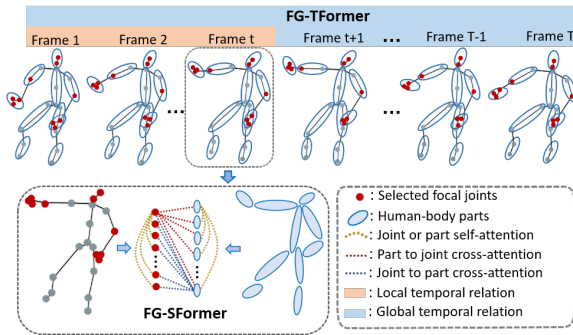 FG-TFormer
Frame 1 Frame 2 Frame t Frame t+1 ... Frame T-1 Frame T
... ...
FG-SFormer
: Selected focal joints
: Human-body parts
: Joint or part self-attention
: Part to joint cross-attention
: Joint to part cross-attention
: Local temporal relation
: Global temporal relation